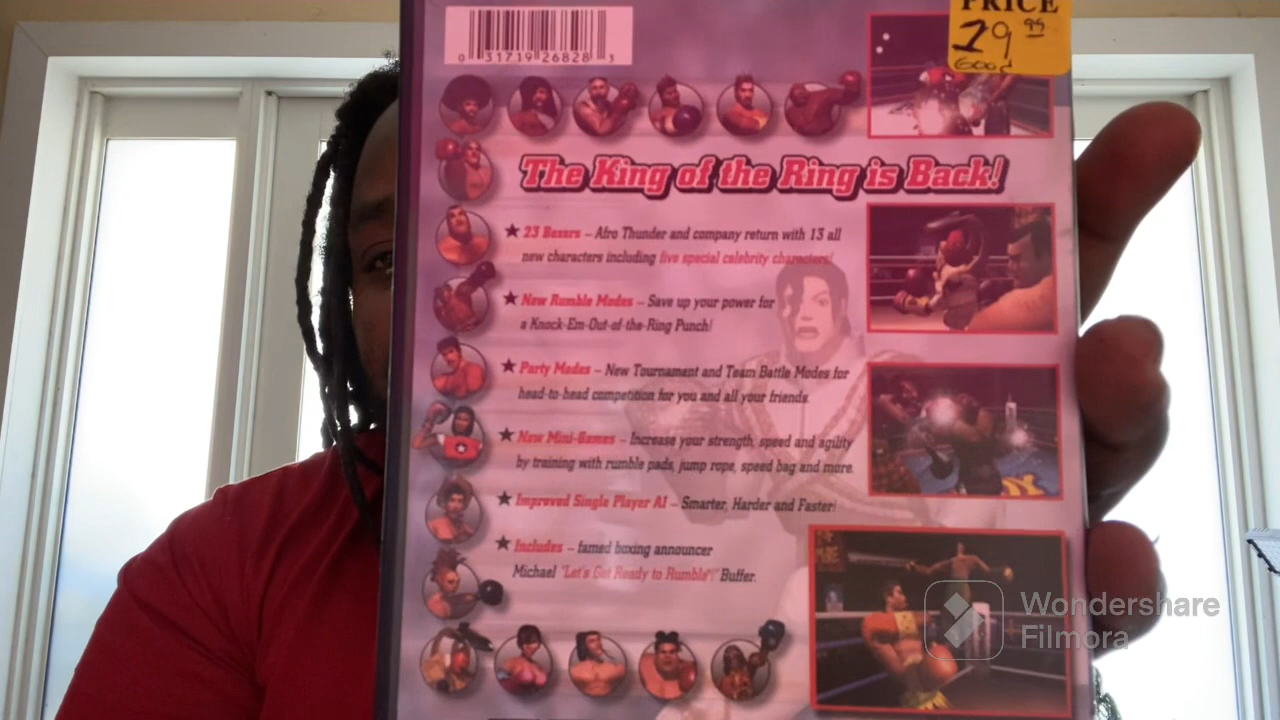 PRICE
19 99
Good
0 31719 26828 3
The King of the Ring is Back!
★ 23 Boxers – Afro Thunder and company return with 13 all
new characters including five special celebrity characters!
★ New Rumble Modes – Save up your power for
a Knock-Em-Out-of-the-Ring Punch!
★ Party Modes – New Tournament and Team Battle Modes for
head-to-head competition for you and all your friends.
★ New Mini-Games – Increase your strength, speed and agility
by training with rumble pads, jump rope, speed bag and more.
★ Improved Single Player AI – Smarter, Harder and Faster!
★ Includes – famed boxing announcer
Michael "Let's Get Ready to Rumble®!" Buffer.
Wondershare
Filmora